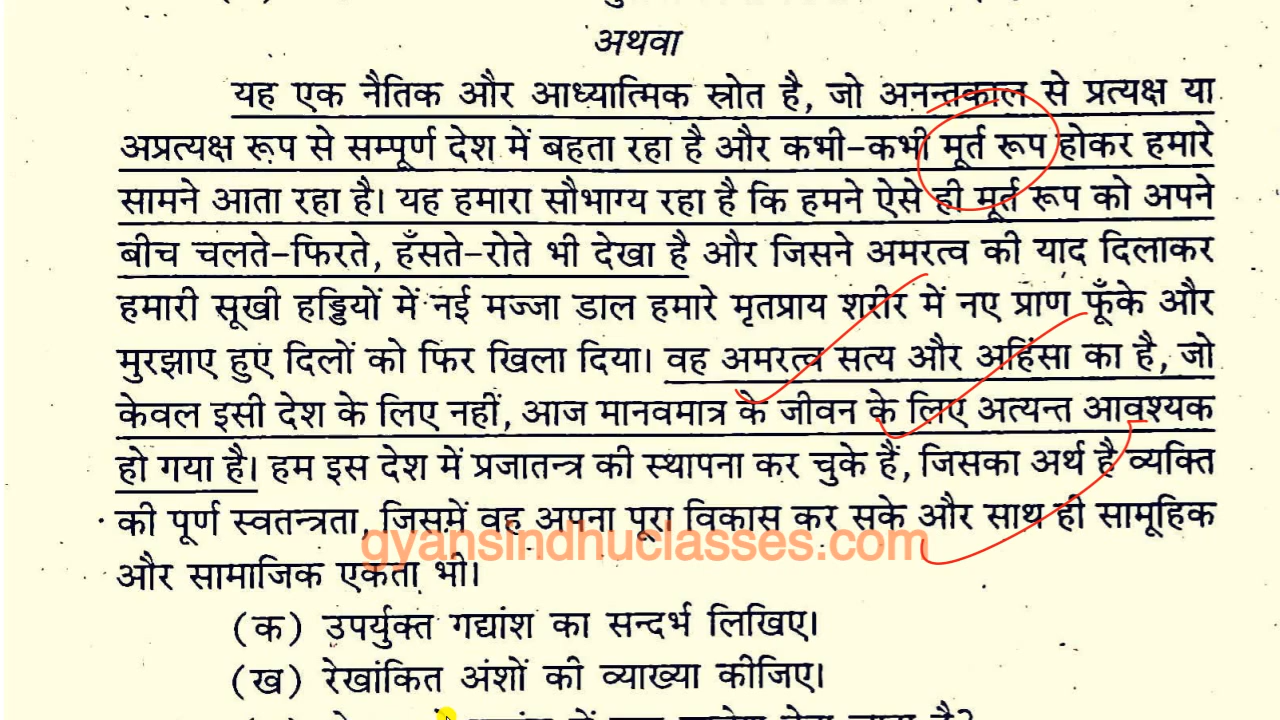 अथवा
यह एक नैतिक और आध्यात्मिक स्रोत है, जो अनन्तकाल से प्रत्यक्ष या
अप्रत्यक्ष रूप से सम्पूर्ण देश में बहता रहा है और कभी-कभी मूर्त रूप होकर हमारे
सामने आता रहा है। यह हमारा सौभाग्य रहा है कि हमने ऐसे ही मूर्त रूप को अपने
बीच चलते-फिरते, हँसते-रोते भी देखा है और जिसने अमरत्व की याद दिलाकर
हमारी सूखी हड्डियों में नई मज्जा डाल हमारे मृतप्राय शरीर में नए प्राण फूँके और
मुरझाए हुए दिलों को फिर खिला दिया। वह अमरत्व सत्य और अहिंसा का है, जो
केवल इसी देश के लिए नहीं, आज मानवमात्र के जीवन के लिए अत्यन्त आवश्यक
हो गया है। हम इस देश में प्रजातन्त्र की स्थापना कर चुके हैं, जिसका अर्थ है व्यक्ति
की पूर्ण स्वतन्त्रता, जिसमें वह अपना पूरा विकास कर सके और साथ ही सामूहिक
gyansindhuclasses.com
और सामाजिक एकता भी।
(क) उपर्युक्त गद्यांश का सन्दर्भ लिखिए।
(ख) रेखांकित अंशों की व्याख्या कीजिए।